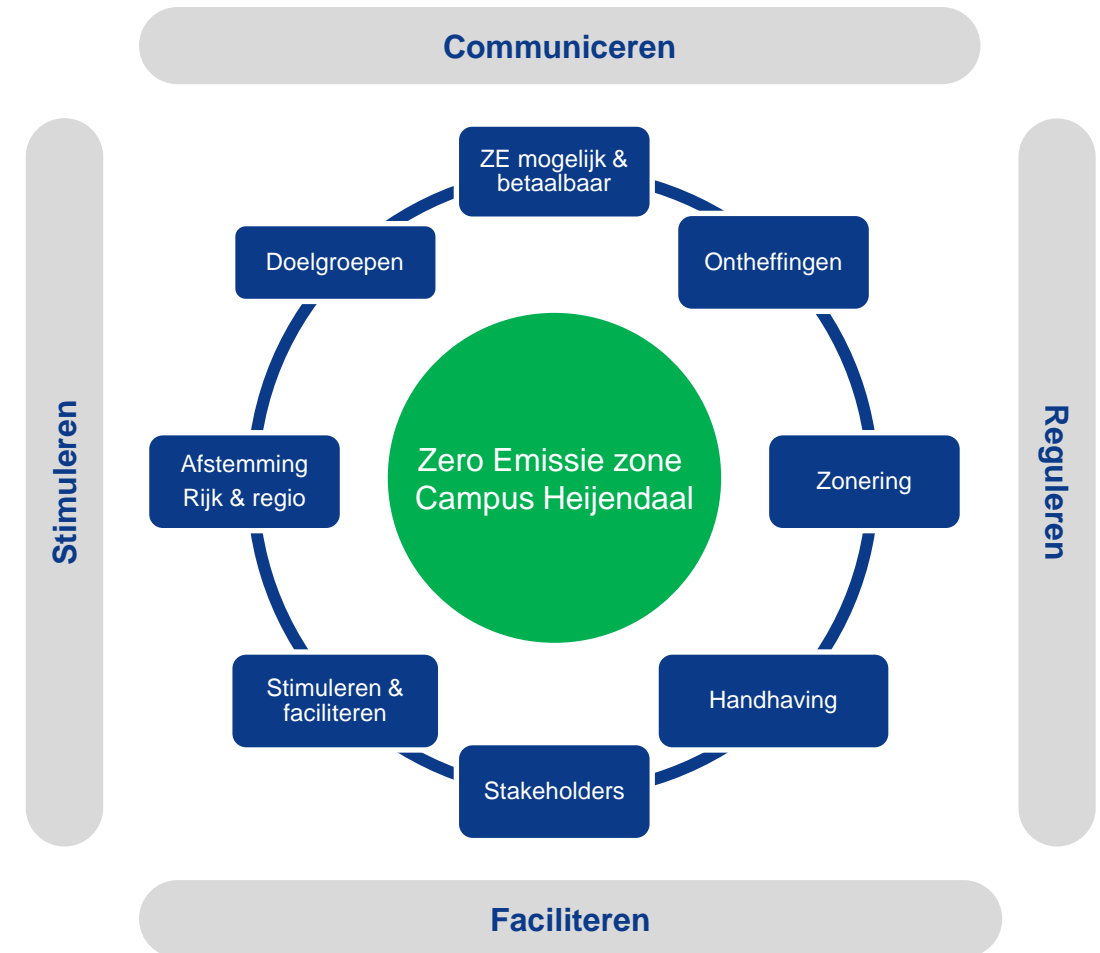 Communiceren
ZE mogelijk &
betaalbaar
Doelgroepen
Ontheffingen
Stimuleren
Afstemming
Rijk & regio
Zero Emissie zone
Campus Heijendaal
Zonering
Reguleren
Stimuleren &
faciliteren
Handhaving
Stakeholders
Faciliteren